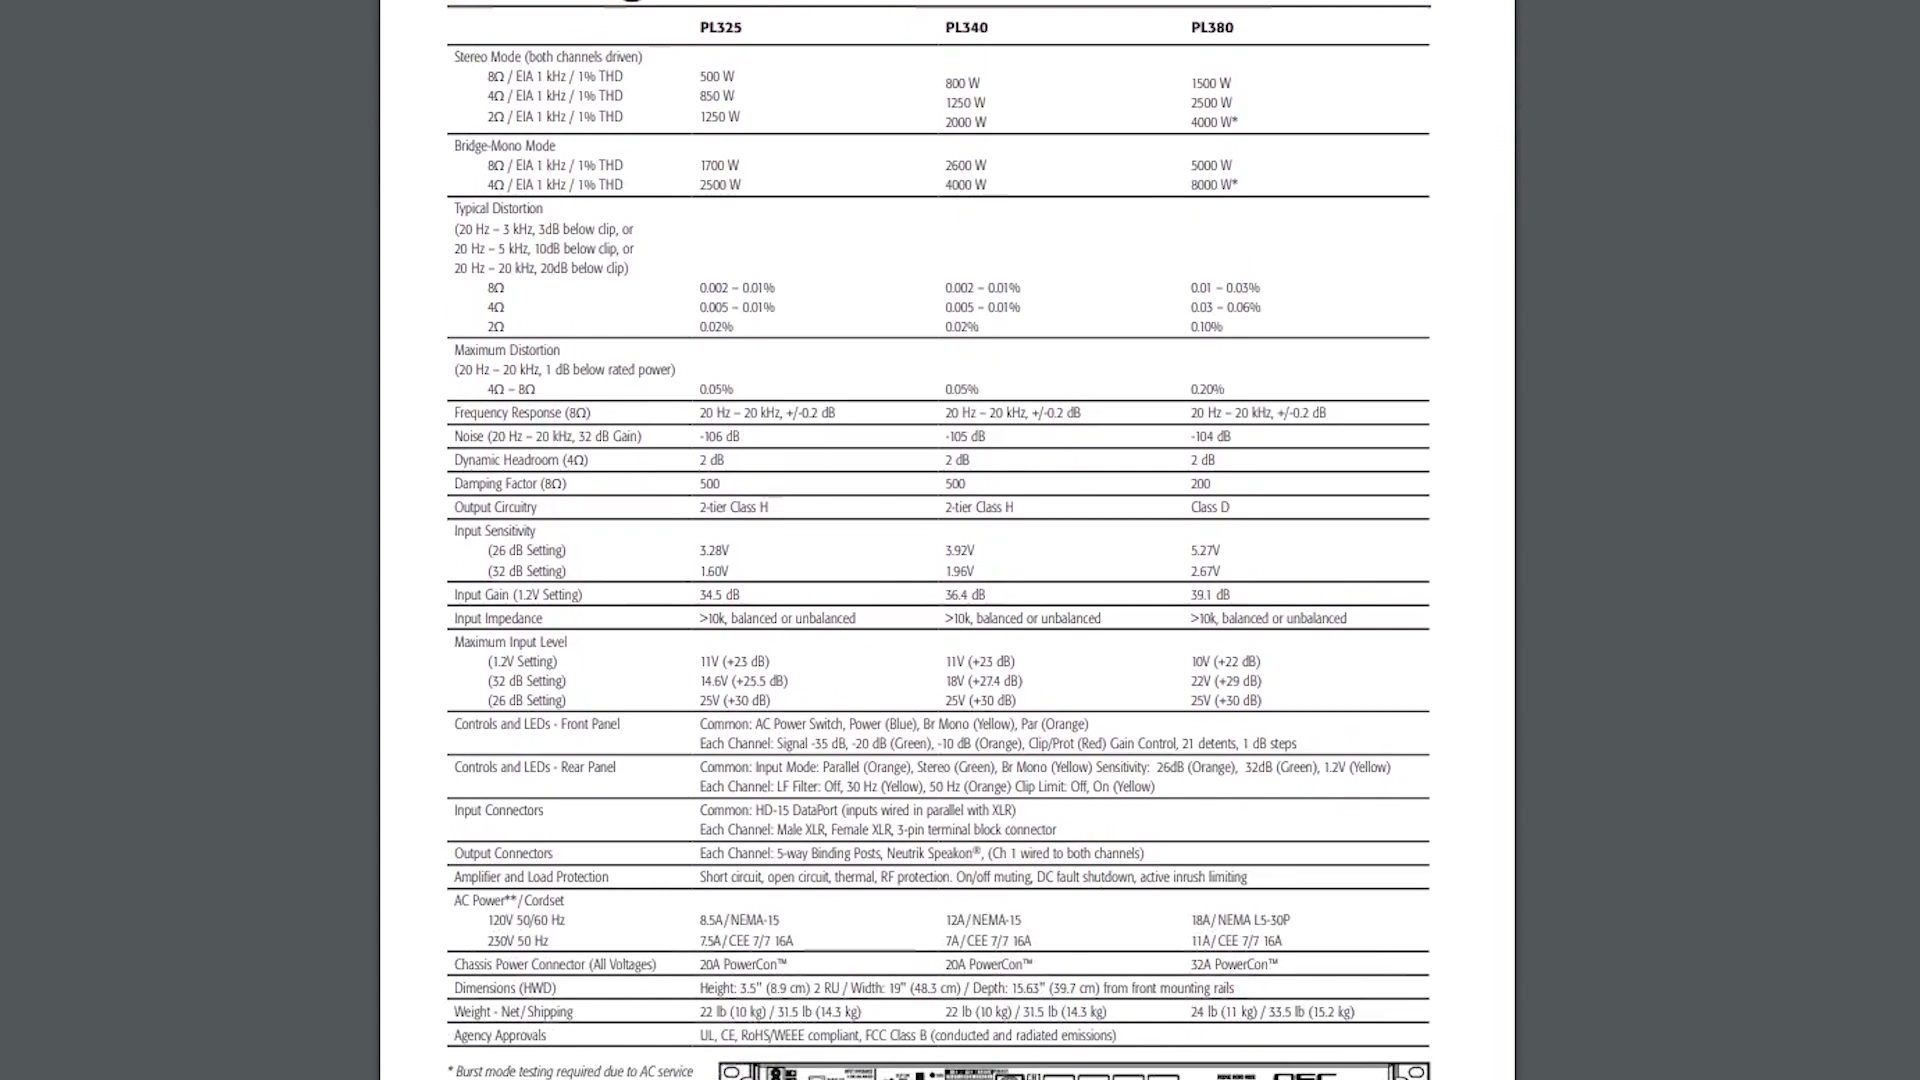 PL325 PL340 PL380
Stereo Mode (both channels driven)
8Ω / EIA 1 kHz / 1% THD 500 W 800 W 1500 W
4Ω / EIA 1 kHz / 1% THD 850 W 1250 W 2500 W
2Ω / EIA 1 kHz / 1% THD 1250 W 2000 W 4000 W*
Bridge-Mono Mode
8Ω / EIA 1 kHz / 1% THD 1700 W 2600 W 5000 W
4Ω / EIA 1 kHz / 1% THD 2500 W 4000 W 8000 W*
Typical Distortion
(20 Hz – 3 kHz, 3dB below clip, or
20 Hz – 5 kHz, 10dB below clip, or
20 Hz – 20 kHz, 20dB below clip)
8Ω 0.002 – 0.01% 0.002 – 0.01% 0.01 – 0.03%
4Ω 0.005 – 0.01% 0.005 – 0.01% 0.03 – 0.06%
2Ω 0.02% 0.02% 0.10%
Maximum Distortion
(20 Hz – 20 kHz, 1 dB below rated power)
4Ω – 8Ω 0.05% 0.05% 0.20%
Frequency Response (8Ω) 20 Hz – 20 kHz, +/-0.2 dB 20 Hz – 20 kHz, +/-0.2 dB 20 Hz – 20 kHz, +/-0.2 dB
Noise (20 Hz – 20 kHz, 32 dB Gain) -106 dB -105 dB -104 dB
Dynamic Headroom (4Ω) 2 dB 2 dB 2 dB
Damping Factor (8Ω) 500 500 200
Output Circuitry 2-tier Class H 2-tier Class H Class D
Input Sensitivity
(26 dB Setting) 3.28V 3.92V 5.27V
(32 dB Setting) 1.60V 1.96V 2.67V
Input Gain (1.2V Setting) 34.5 dB 36.4 dB 39.1 dB
Input Impedance >10k, balanced or unbalanced >10k, balanced or unbalanced >10k, balanced or unbalanced
Maximum Input Level
(1.2V Setting) 11V (+23 dB) 11V (+23 dB) 10V (+22 dB)
(32 dB Setting) 14.6V (+25.5 dB) 18V (+27.4 dB) 22V (+29 dB)
(26 dB Setting) 25V (+30 dB) 25V (+30 dB) 25V (+30 dB)
Controls and LEDs - Front Panel Common: AC Power Switch, Power (Blue), Br Mono (Yellow), Par (Orange)
Each Channel: Signal -35 dB, -20 dB (Green), -10 dB (Orange), Clip/Prot (Red) Gain Control, 21 detents, 1 dB steps
Controls and LEDs - Rear Panel Common: Input Mode: Parallel (Orange), Stereo (Green), Br Mono (Yellow) Sensitivity: 26dB (Orange), 32dB (Green), 1.2V (Yellow)
Each Channel: LF Filter: Off, 30 Hz (Yellow), 50 Hz (Orange) Clip Limit: Off, On (Yellow)
Input Connectors Common: HD-15 DataPort (inputs wired in parallel with XLR)
Each Channel: Male XLR, Female XLR, 3-pin terminal block connector
Output Connectors Each Channel: 5-way Binding Posts, Neutrik Speakon®, (Ch 1 wired to both channels)
Amplifier and Load Protection Short circuit, open circuit, thermal, RF protection. On/off muting, DC fault shutdown, active inrush limiting
AC Power**/Cordset
120V 50/60 Hz 8.5A/NEMA-15 12A/NEMA-15 18A/NEMA L5-30P
230V 50 Hz 7.5A/CEE 7/7 16A 7A/CEE 7/7 16A 11A/CEE 7/7 16A
Chassis Power Connector (All Voltages) 20A PowerCon™ 20A PowerCon™ 32A PowerCon™
Dimensions (HWD) Height: 3.5" (8.9 cm) 2 RU / Width: 19" (48.3 cm) / Depth: 15.63" (39.7 cm) from front mounting rails
Weight - Net/Shipping 22 lb (10 kg) / 31.5 lb (14.3 kg) 22 lb (10 kg) / 31.5 lb (14.3 kg) 24 lb (11 kg) / 33.5 lb (15.2 kg)
Agency Approvals UL, CE, RoHS/WEEE compliant, FCC Class B (conducted and radiated emissions)
* Burst mode testing required due to AC service
CH1